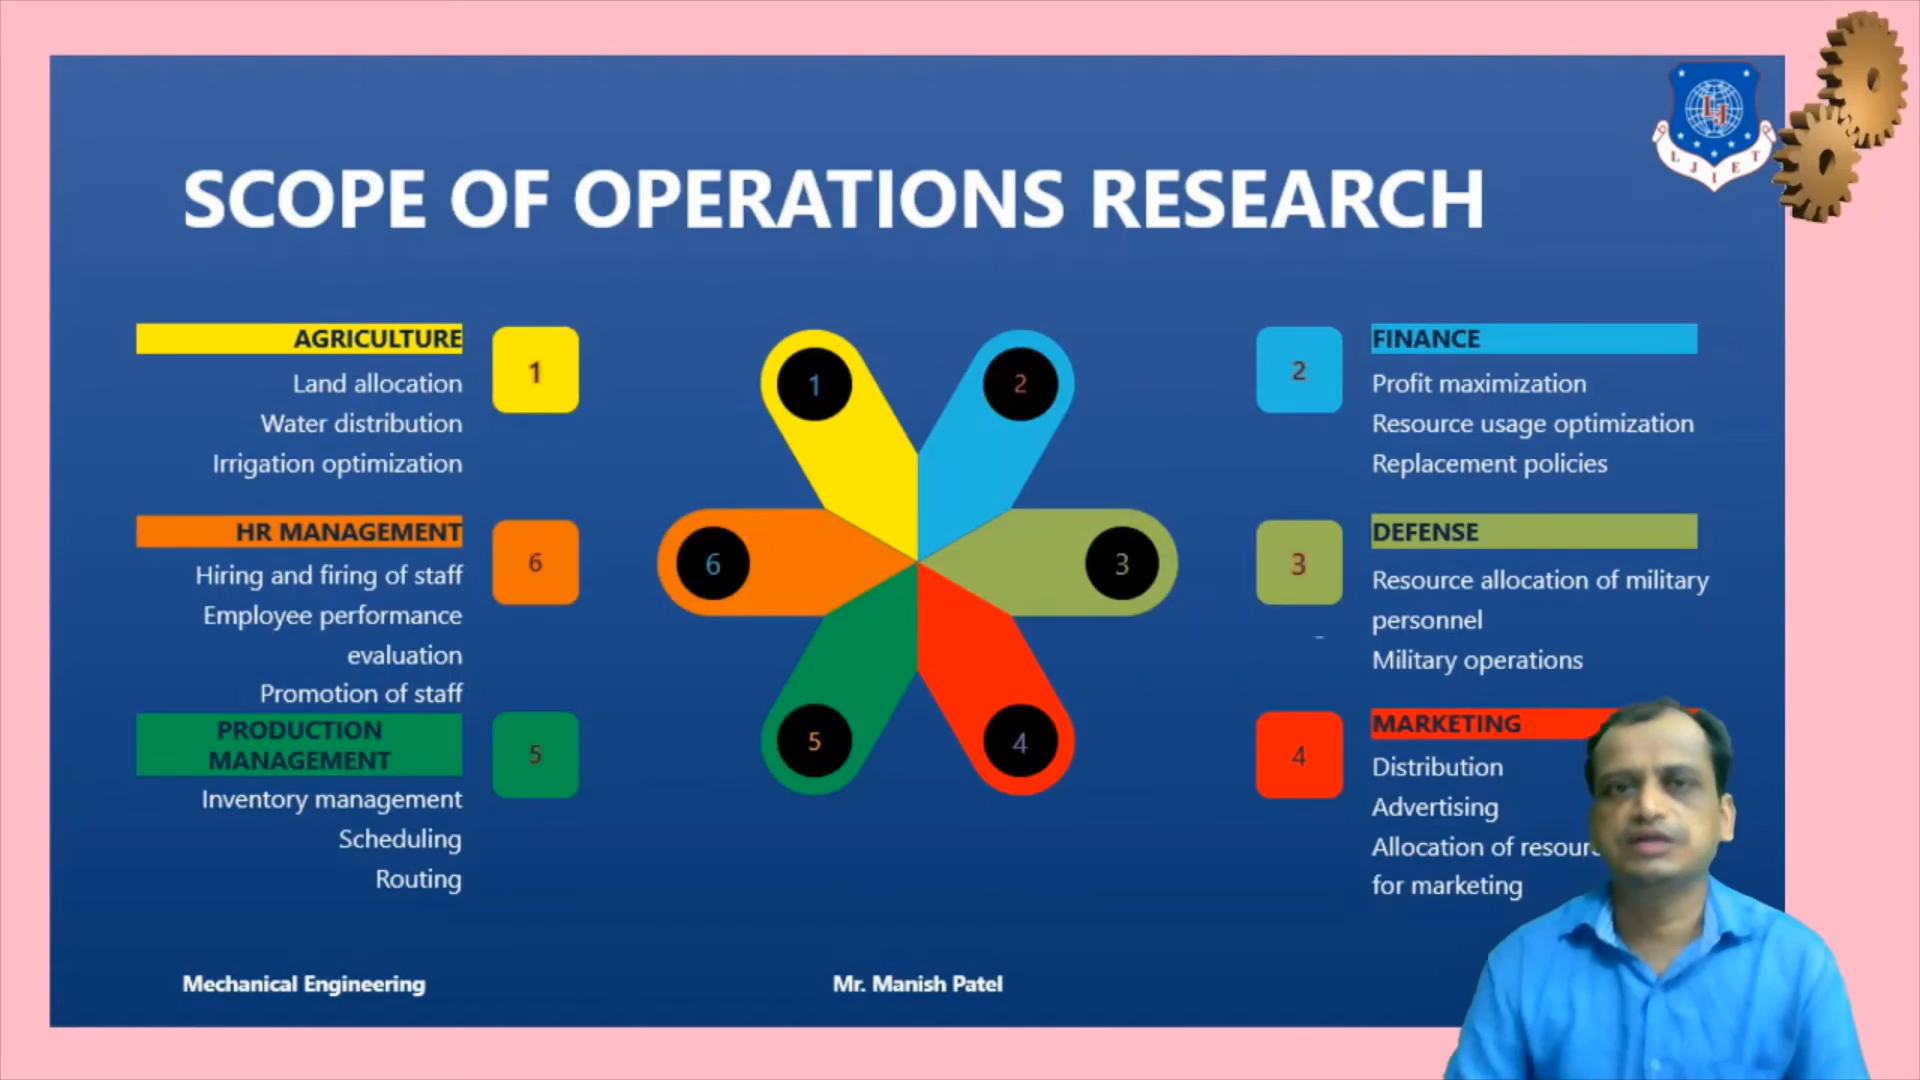 LJIET
SCOPE OF OPERATIONS RESEARCH
AGRICULTURE
Land allocation
Water distribution
Irrigation optimization
1
HR MANAGEMENT
Hiring and firing of staff
Employee performance
evaluation
Promotion of staff
6
PRODUCTION
MANAGEMENT
Inventory management
Scheduling
Routing
5
1
2
6
3
5
4
2
FINANCE
Profit maximization
Resource usage optimization
Replacement policies
3
DEFENSE
Resource allocation of military
personnel
Military operations
4
MARKETING
Distribution
Advertising
Allocation of
for marketing
Mechanical Engineering
Mr. Manish Patel